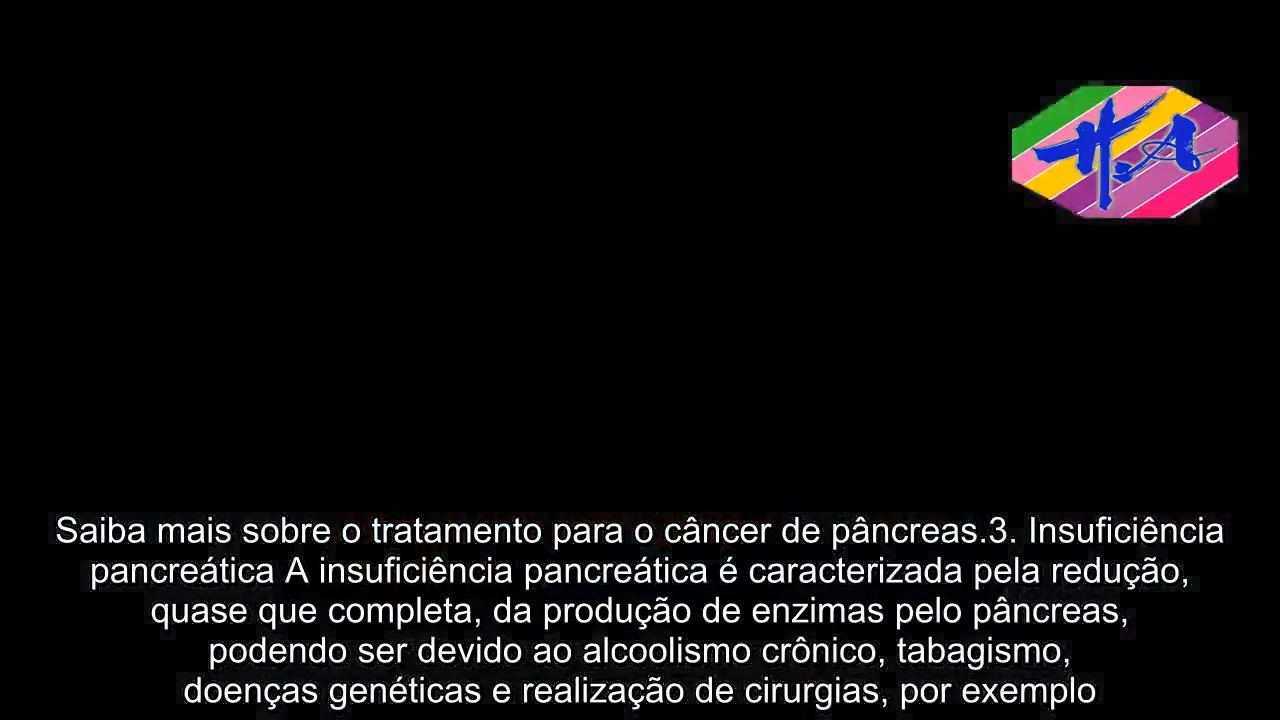 H.A
Saiba mais sobre o tratamento para o câncer de pâncreas.3. Insuficiência
pancreática A insuficiência pancreática é caracterizada pela redução,
quase que completa, da produção de enzimas pelo pâncreas,
podendo ser devido ao alcoolismo crônico, tabagismo,
doenças genéticas e realização de cirurgias, por exemplo